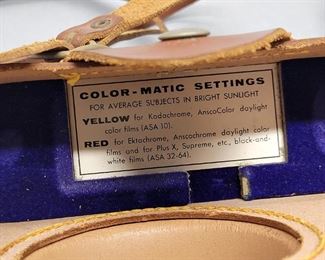 COLOR-MATIC SETTINGS
FOR AVERAGE SUBJECTS IN BRIGHT SUNLIGHT
YELLOW for Kodachrome, AnscoColor daylight
color films (ASA 10).
RED for Ektachrome, Anscochrome daylight color
films and for Plus X, Supreme, etc., black-and-
white films (ASA 32-64).